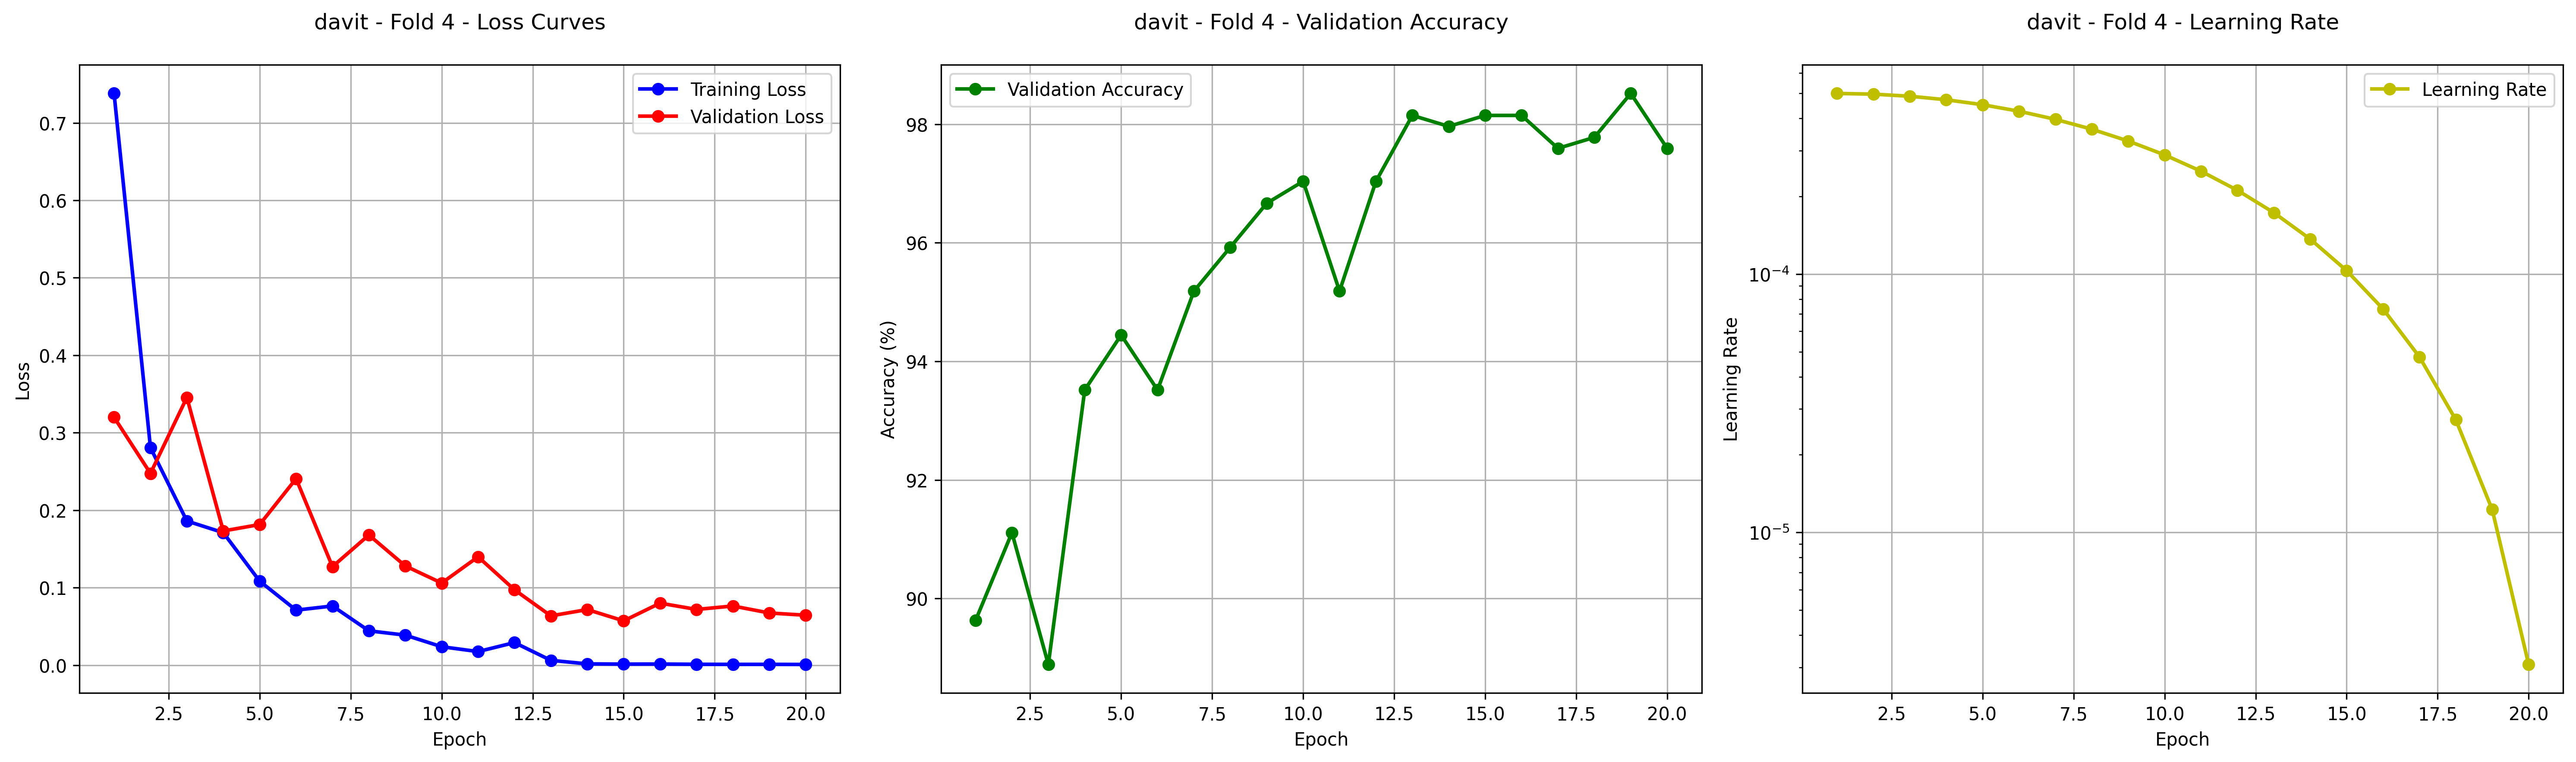 davit - Fold 4 - Loss Curves
Training Loss
Validation Loss
0.7
0.6
0.5
0.4
0.3
0.2
0.1
0.0
Loss
2.5 5.0 7.5 10.0 12.5 15.0 17.5 20.0
Epoch
davit - Fold 4 - Validation Accuracy
Validation Accuracy
98
96
94
92
90
Accuracy (%)
2.5 5.0 7.5 10.0 12.5 15.0 17.5 20.0
Epoch
davit - Fold 4 - Learning Rate
Learning Rate
10⁻⁴
10⁻⁵
Learning Rate
2.5 5.0 7.5 10.0 12.5 15.0 17.5 20.0
Epoch